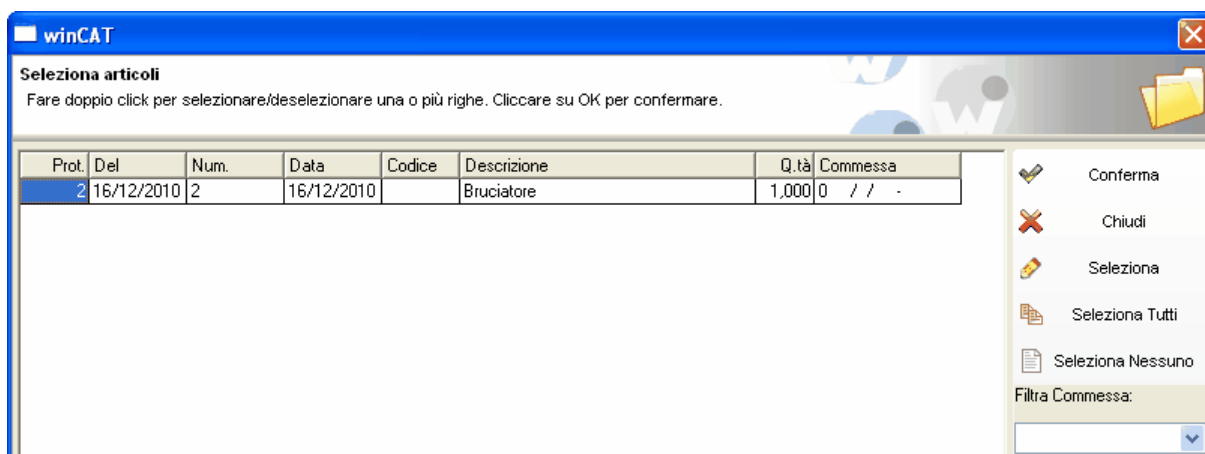 winCAT
Seleziona articoli
Fare doppio click per selezionare/deselezionare una o più righe. Cliccare su OK per confermare.
Prot. Del Num. Data Codice Descrizione Q.tà Commessa
2 16/12/2010 2 16/12/2010 Bruciatore 1,000 0 / / -
Conferma
Chiudi
Seleziona
Seleziona Tutti
Seleziona Nessuno
Filtra Commessa: